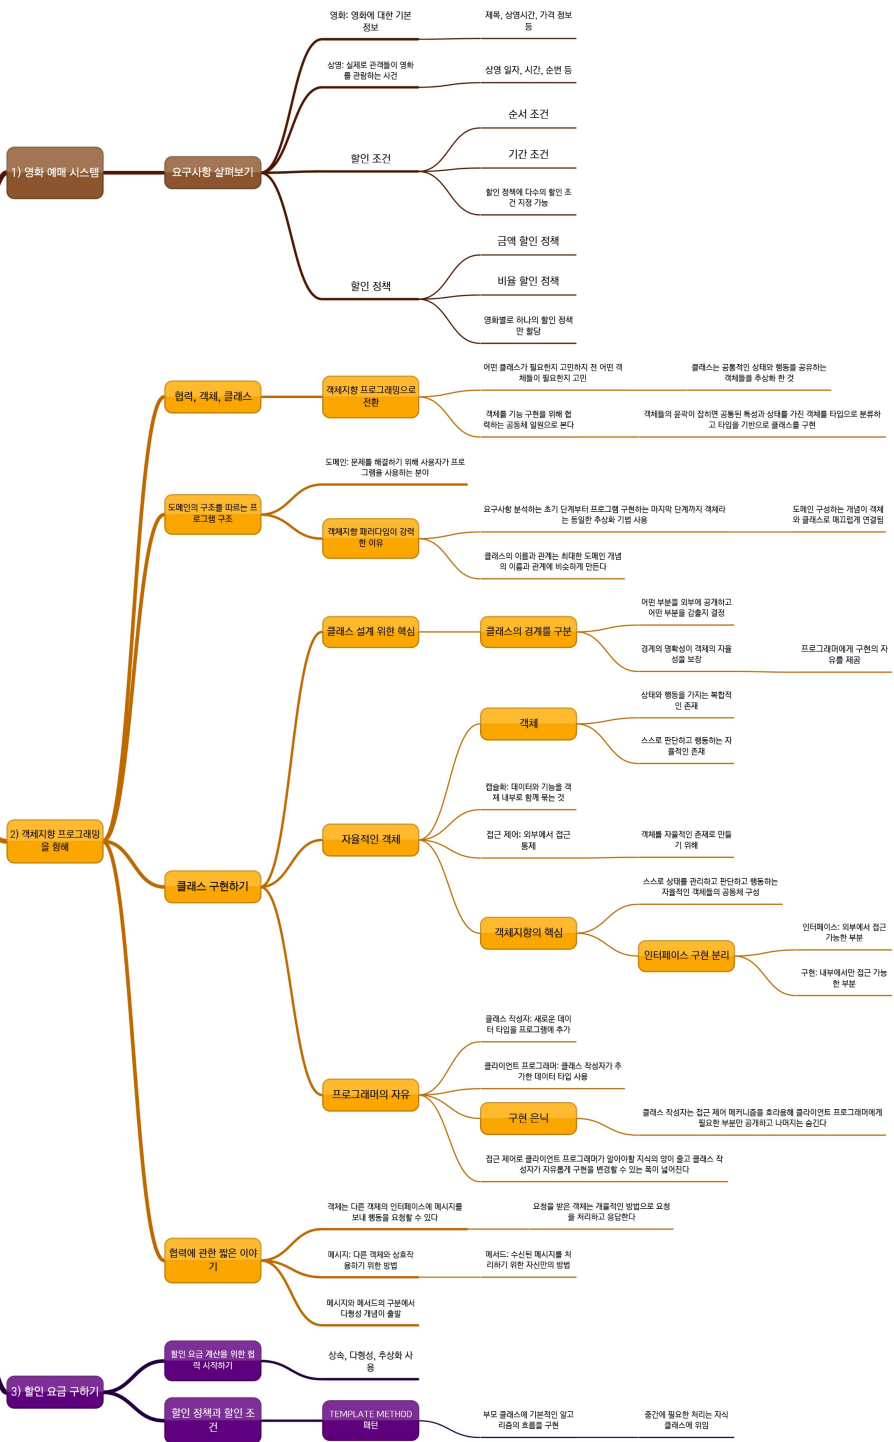 1) 영화 예매 시스템
요구사항 살펴보기
영화: 영화에 대한 기본
정보
제목, 상영시간, 가격 정보
등
상영: 실제로 관객들이 영화
를 관람하는 사건
상영 일자, 시간, 순번 등
할인 조건
순서 조건
기간 조건
할인 정책에 다수의 할인 조
건 지정 가능
할인 정책
금액 할인 정책
비율 할인 정책
영화별로 하나의 할인 정책
만 할당
2) 객체지향 프로그래밍
을 향해
협력, 객체, 클래스
객체지향 프로그래밍으로
전환
어떤 클래스가 필요한지 고민하지 전 어떤 객
체들이 필요한지 고민
클래스는 공통적인 상태와 행동을 공유하는
객체들을 추상화 한 것
객체를 기능 구현을 위해 협
력하는 공동체 일원으로 본다
객체들의 윤곽이 잡히면 공통된 특성과 상태를 가진 객체를 타입으로 분류하
고 타입을 기반으로 클래스를 구현
도메인의 구조를 따르는 프
로그램 구조
도메인: 문제를 해결하기 위해 사용자가 프로
그램을 사용하는 분야
객체지향 패러다임이 강력
한 이유
요구사항 분석하는 초기 단계부터 프로그램 구현하는 마지막 단계까지 객체라
는 동일한 추상화 기법 사용
도메인 구성하는 개념이 객체
와 클래스로 매끄럽게 연결됨
클래스의 이름과 관계는 최대한 도메인 개념
의 이름과 관계에 비슷하게 만든다
클래스 구현하기
클래스 설계 위한 핵심
클래스의 경계를 구분
어떤 부분을 외부에 공개하고
어떤 부분을 감출지 결정
경계의 명확성이 객체의 자율
성을 보장
프로그래머에게 구현의 자
유를 제공
자율적인 객체
객체
상태와 행동을 가지는 복합적
인 존재
스스로 판단하고 행동하는 자
율적인 존재
캡슐화: 데이터와 기능을 객
체 내부로 함께 묶는 것
접근 제어: 외부에서 접근
통제
객체를 자율적인 존재로 만들
기 위해
객체지향의 핵심
스스로 상태를 관리하고 판단하고 행동하는
자율적인 객체들의 공동체 구성
인터페이스 구현 분리
인터페이스: 외부에서 접근
가능한 부분
구현: 내부에서만 접근 가능
한 부분
프로그래머의 자유
클래스 작성자: 새로운 데이
터 타입을 프로그램에 추가
클라이언트 프로그래머: 클래스 작성자가 추
가한 데이터 타입 사용
구현 은닉
클래스 작성자는 접근 제어 메커니즘을 흐라용해 클라이언트 프로그래머에게
필요한 부분만 공개하고 나머지는 숨긴다
접근 제어로 클라이언트 프로그래머가 알아야할 지식의 양이 줄고 클래스 작
성자가 자유롭게 구현을 변경할 수 있는 폭이 넓어진다
협력에 관한 짧은 이야
기
객체는 다른 객체의 인터페이스에 메시지를
보내 행동을 요청할 수 있다
요청을 받은 객체는 개율적인 방법으로 요청
을 처리하고 응답한다
메시지: 다른 객체와 상호작
용하기 위한 방법
메서드: 수신된 메시지를 처
리하기 위한 자신만의 방법
메시지와 메서드의 구분에서
다형성 개념이 출발
3) 할인 요금 구하기
할인 요금 계산을 위한 협
력 시작하기
상속, 다형성, 추상화 사
용
할인 정책과 할인 조
건
TEMPLATE METHOD
패턴
부모 클래스에 기본적인 알고
리즘의 흐름을 구현
중간에 필요한 처리는 자식
클래스에 위임